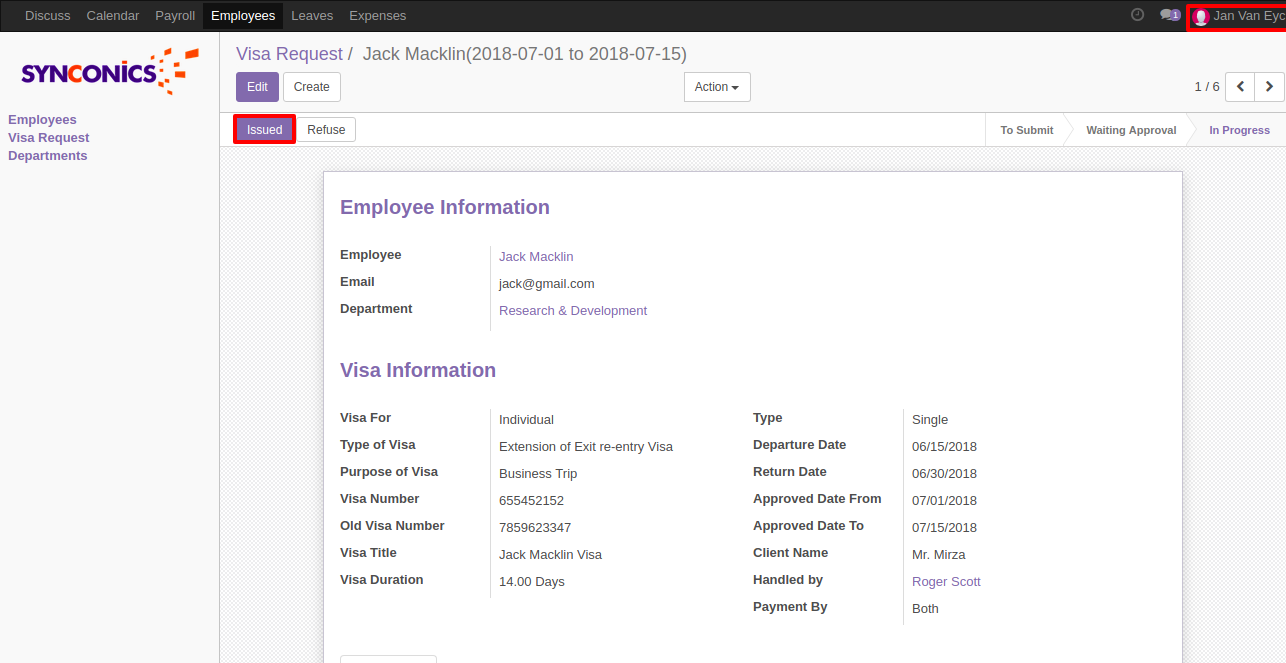 Discuss Calendar Payroll Employees Leaves Expenses 1 Jan Van Eyc
SYNCONICS
Employees
Visa Request
Departments
Visa Request / Jack Macklin(2018-07-01 to 2018-07-15)
Edit Create Action 1 / 6
Issued Refuse To Submit Waiting Approval In Progress
Employee Information
Employee Jack Macklin
Email jack@gmail.com
Department Research & Development
Visa Information
Visa For Individual Type Single
Type of Visa Extension of Exit re-entry Visa Departure Date 06/15/2018
Purpose of Visa Business Trip Return Date 06/30/2018
Visa Number 655452152 Approved Date From 07/01/2018
Old Visa Number 7859623347 Approved Date To 07/15/2018
Visa Title Jack Macklin Visa Client Name Mr. Mirza
Visa Duration 14.00 Days Handled by Roger Scott
Payment By Both